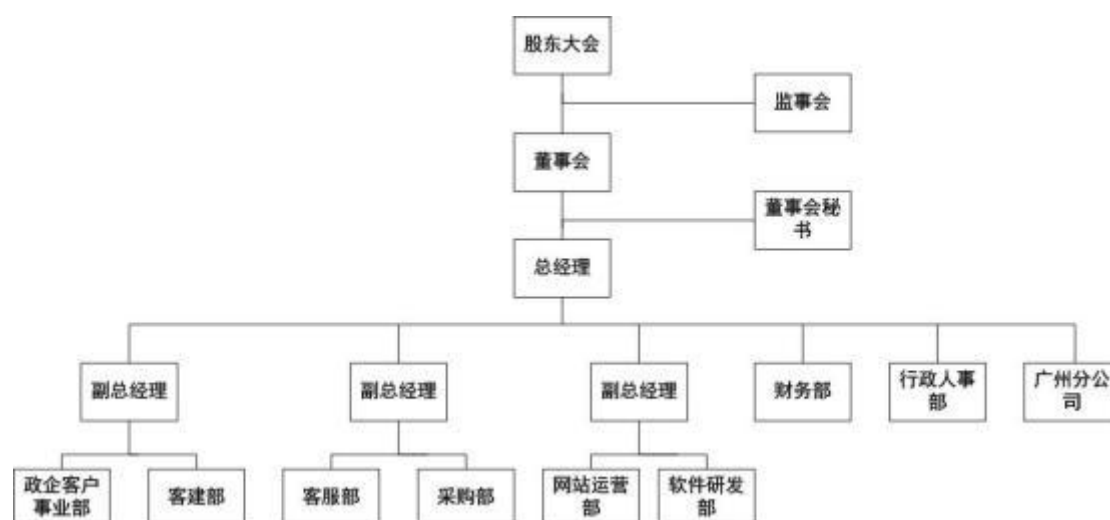 股东大会
监事会
董事会
董事会秘
书
总经理
副总经理
副总经理
副总经理
财务部
行政人事
部
广州分公
司
政企客户
事业部
客建部
客服部
采购部
网站运营
部
软件研发
部